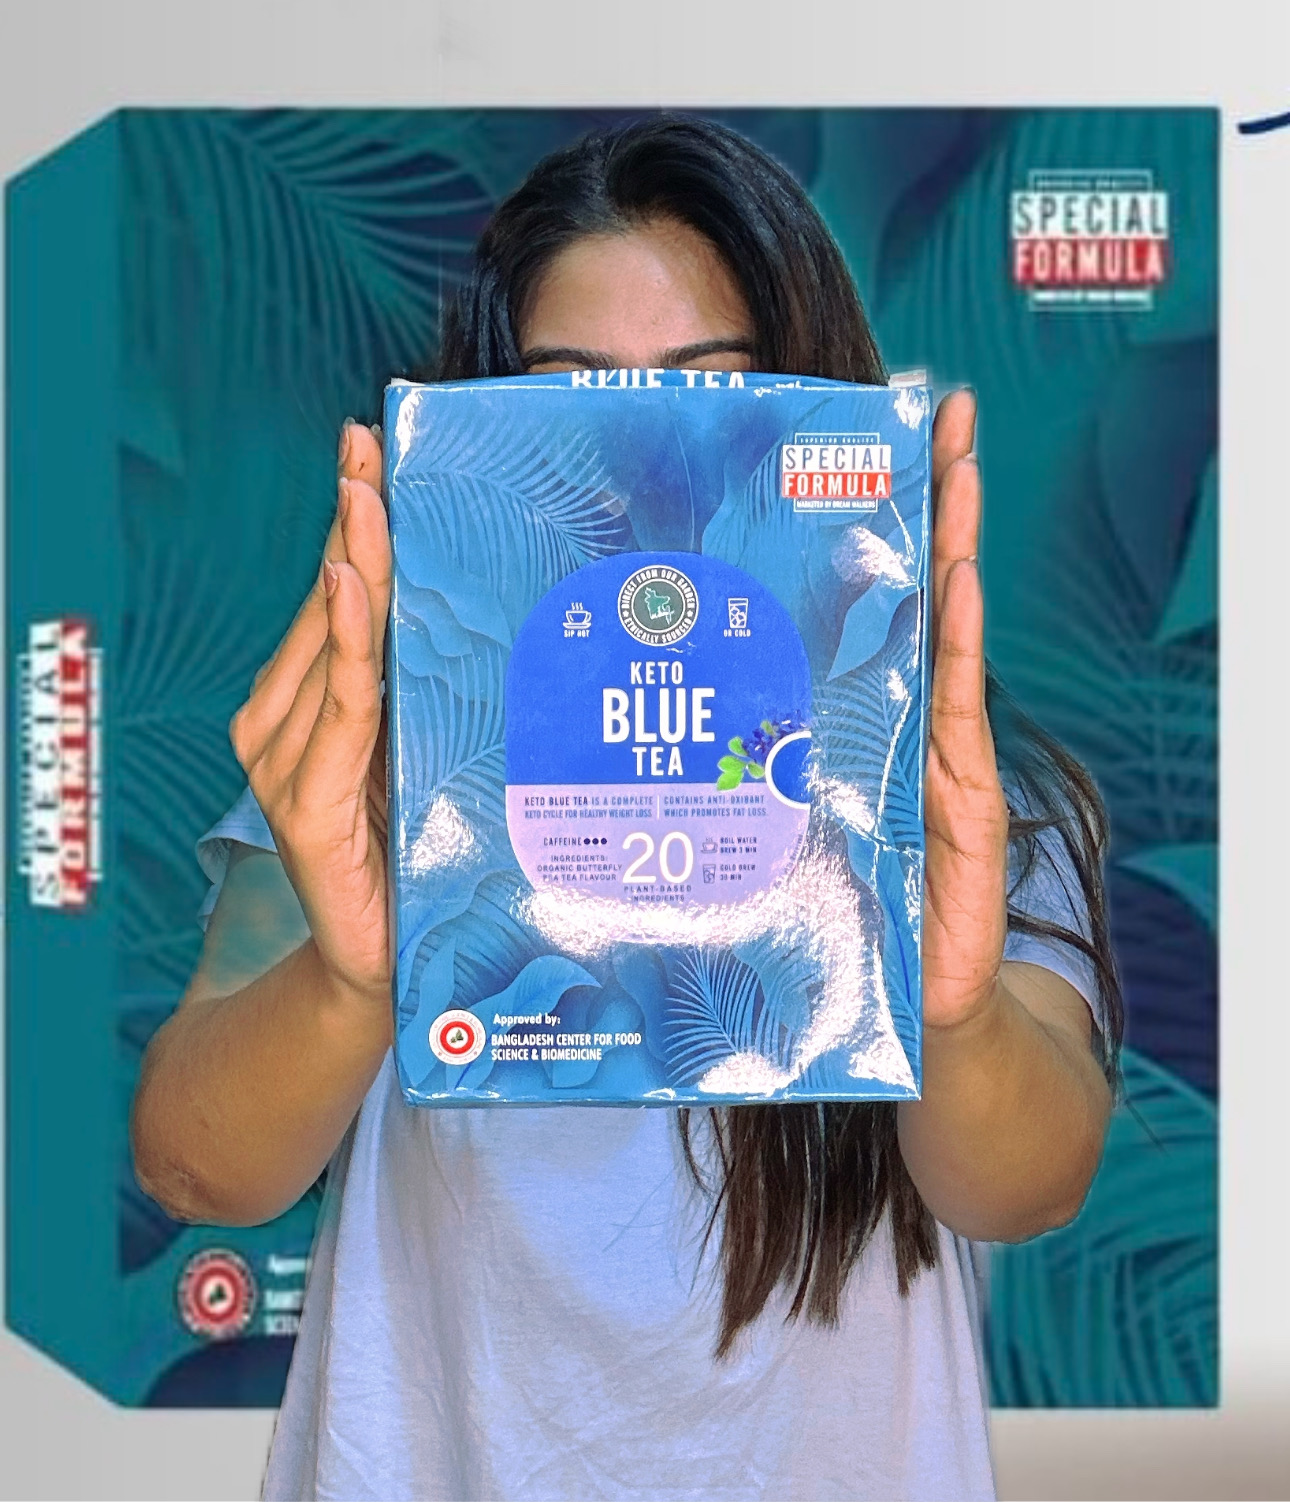 SPECIAL
FORMULA
BLUE TEA
SUPERIOR QUALITY
SPECIAL
FORMULA
MARKETED BY DREAM WALKERS
DIRECT FROM OUR GARDEN
ETHICALLY SOURCED
SIP HOT
OR COLD
KETO
BLUE
TEA
KETO BLUE TEA IS A COMPLETE
KETO CYCLE FOR HEALTHY WEIGHT LOSS
CONTAINS ANTI-OXIDANT
WHICH PROMOTES FAT LOSS.
CAFFEINE
INGREDIENTS:
ORGANIC BUTTERFLY
PEA TEA FLAVOUR
20
PLANT-BASED
INGREDIENTS
BOIL WATER
BREW 3 MIN
COLD BREW
30 MIN
Approved by:
BANGLADESH CENTER FOR FOOD
SCIENCE & BIOMEDICINE
SPECIAL
FORMULA